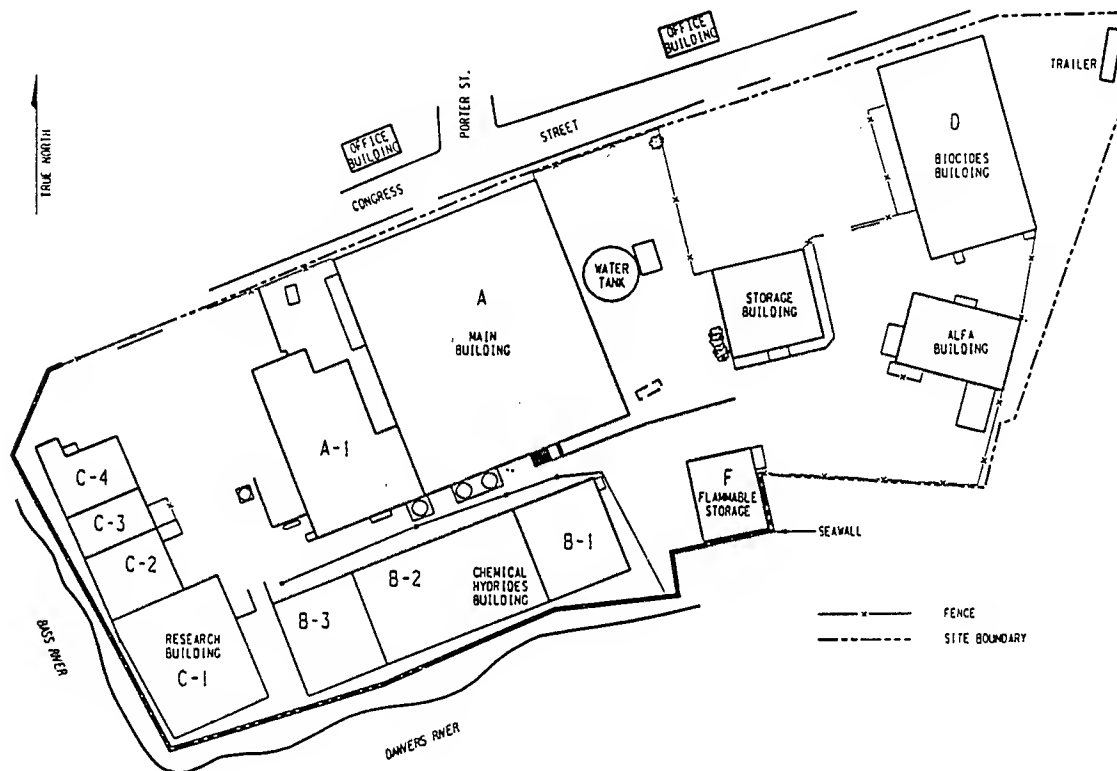 OFFICE
BUILDING
TRAILER
PORTER ST.
TRUE NORTH
OFFICE
BUILDING
STREET
CONGRESS
D
BIOCIDES
BUILDING
WATER
TANK
A
MAIN
BUILDING
STORAGE
BUILDING
ALFA
BUILDING
A-1
C-4
C-3
C-2
F
FLAMMABLE
STORAGE
SEAWALL
B-1
B-2
CHEMICAL
HYDRIDES
BUILDING
B-3
RESEARCH
BUILDING
C-1
BASS RIVER
DANVERS RIVER
x FENCE
SITE BOUNDARY